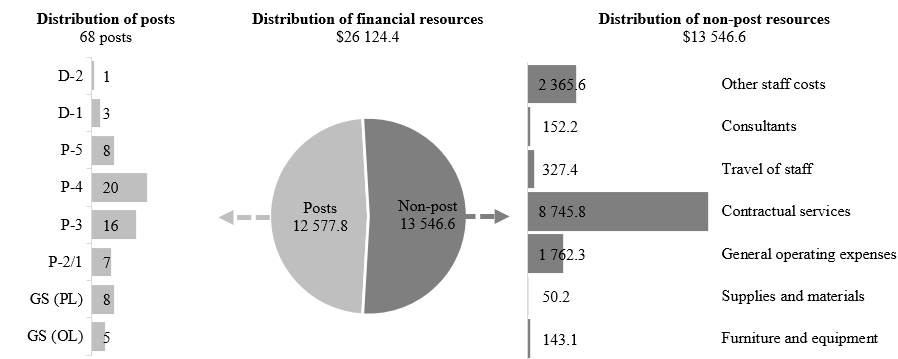 Distribution of posts
68 posts
D-2 1
D-1 3
P-5 8
P-4 20
P-3 16
P-2/1 7
GS (PL) 8
GS (OL) 5
Distribution of financial resources
$26 124.4
Posts
12 577.8
Non-post
13 546.6
Distribution of non-post resources
$13 546.6
2 365.6 Other staff costs
152.2 Consultants
327.4 Travel of staff
8 745.8 Contractual services
1 762.3 General operating expenses
50.2 Supplies and materials
143.1 Furniture and equipment